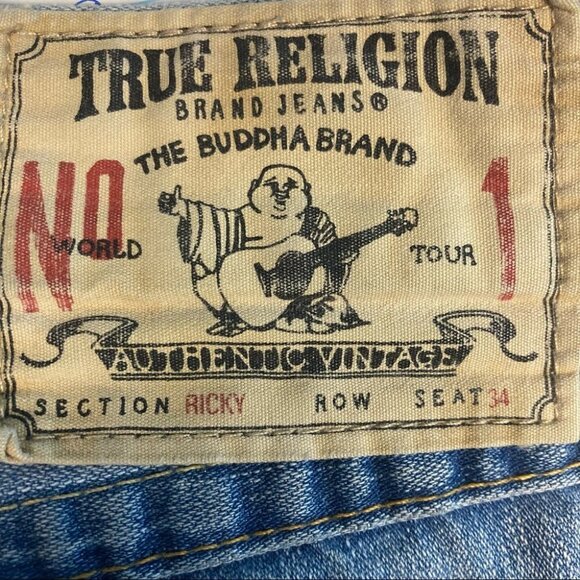 TRUE RELIGION
BRAND JEANS®
THE BUDDHA BRAND
NO 1
WORLD TOUR
AUTHENTIC VINTAGE
SECTION RICKY ROW SEAT 34